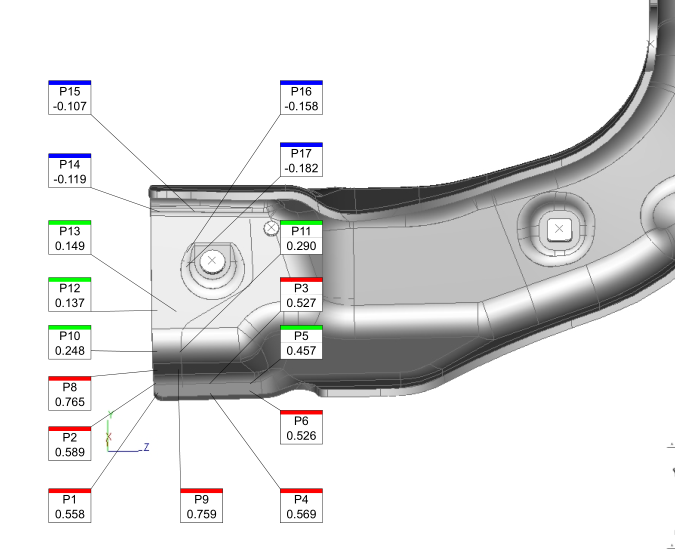 P15
-0.107
P16
-0.158
P14
-0.119
P17
-0.182
P13
0.149
P11
0.290
P12
0.137
P3
0.527
P10
0.248
P5
0.457
P8
0.765
P2
0.589
P6
0.526
Y
X
Z
P1
0.558
P9
0.759
P4
0.569